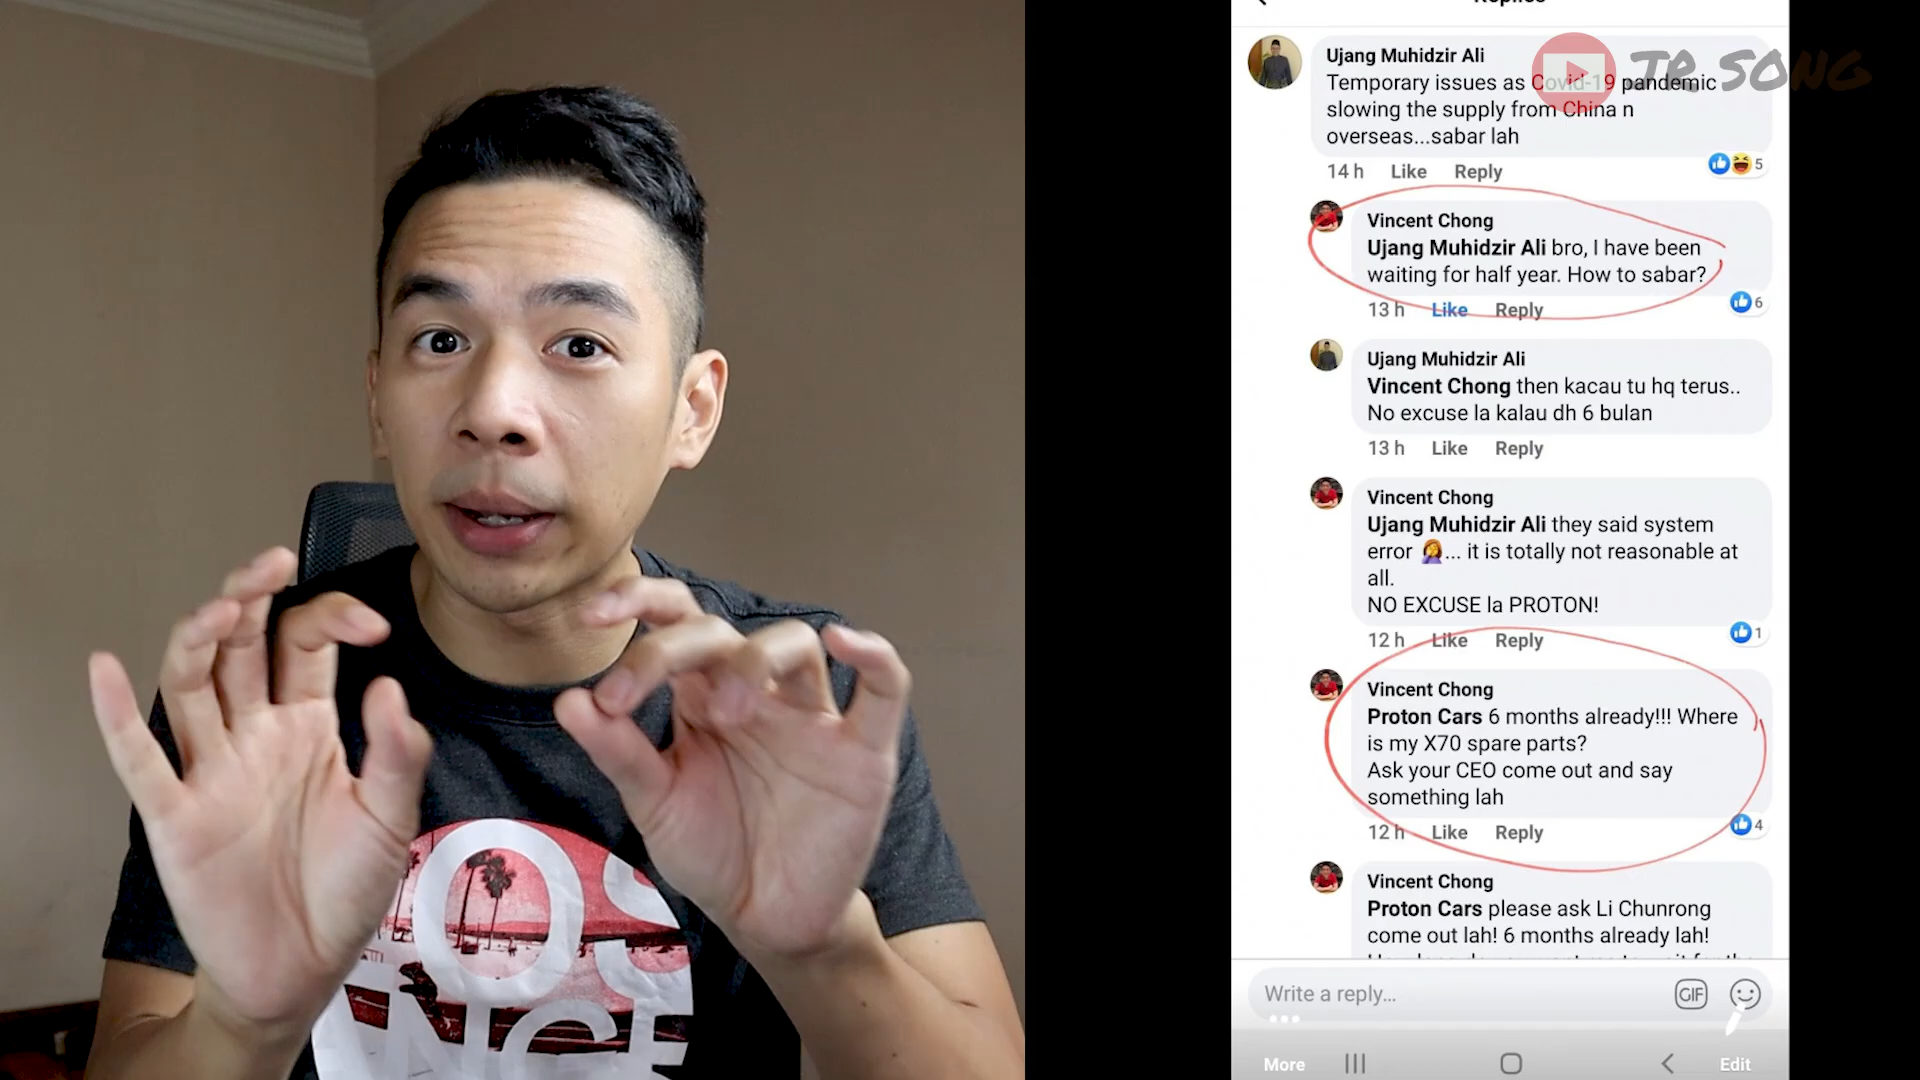 Replies
JR SONG
Ujang Muhidzir Ali
Temporary issues as Covid-19 pandemic
slowing the supply from China n
overseas...sabar lah
14 h Like Reply 5
Vincent Chong
Ujang Muhidzir Ali bro, I have been
waiting for half year. How to sabar?
13 h Like Reply 6
Ujang Muhidzir Ali
Vincent Chong then kacau tu hq terus..
No excuse la kalau dh 6 bulan
13 h Like Reply
Vincent Chong
Ujang Muhidzir Ali they said system
error 🤦... it is totally not reasonable at
all.
NO EXCUSE la PROTON!
12 h Like Reply 1
Vincent Chong
Proton Cars 6 months already!!! Where
is my X70 spare parts?
Ask your CEO come out and say
something lah
12 h Like Reply 4
Vincent Chong
Proton Cars please ask Li Chunrong
come out lah! 6 months already lah!
Write a reply...
GIF
More Edit